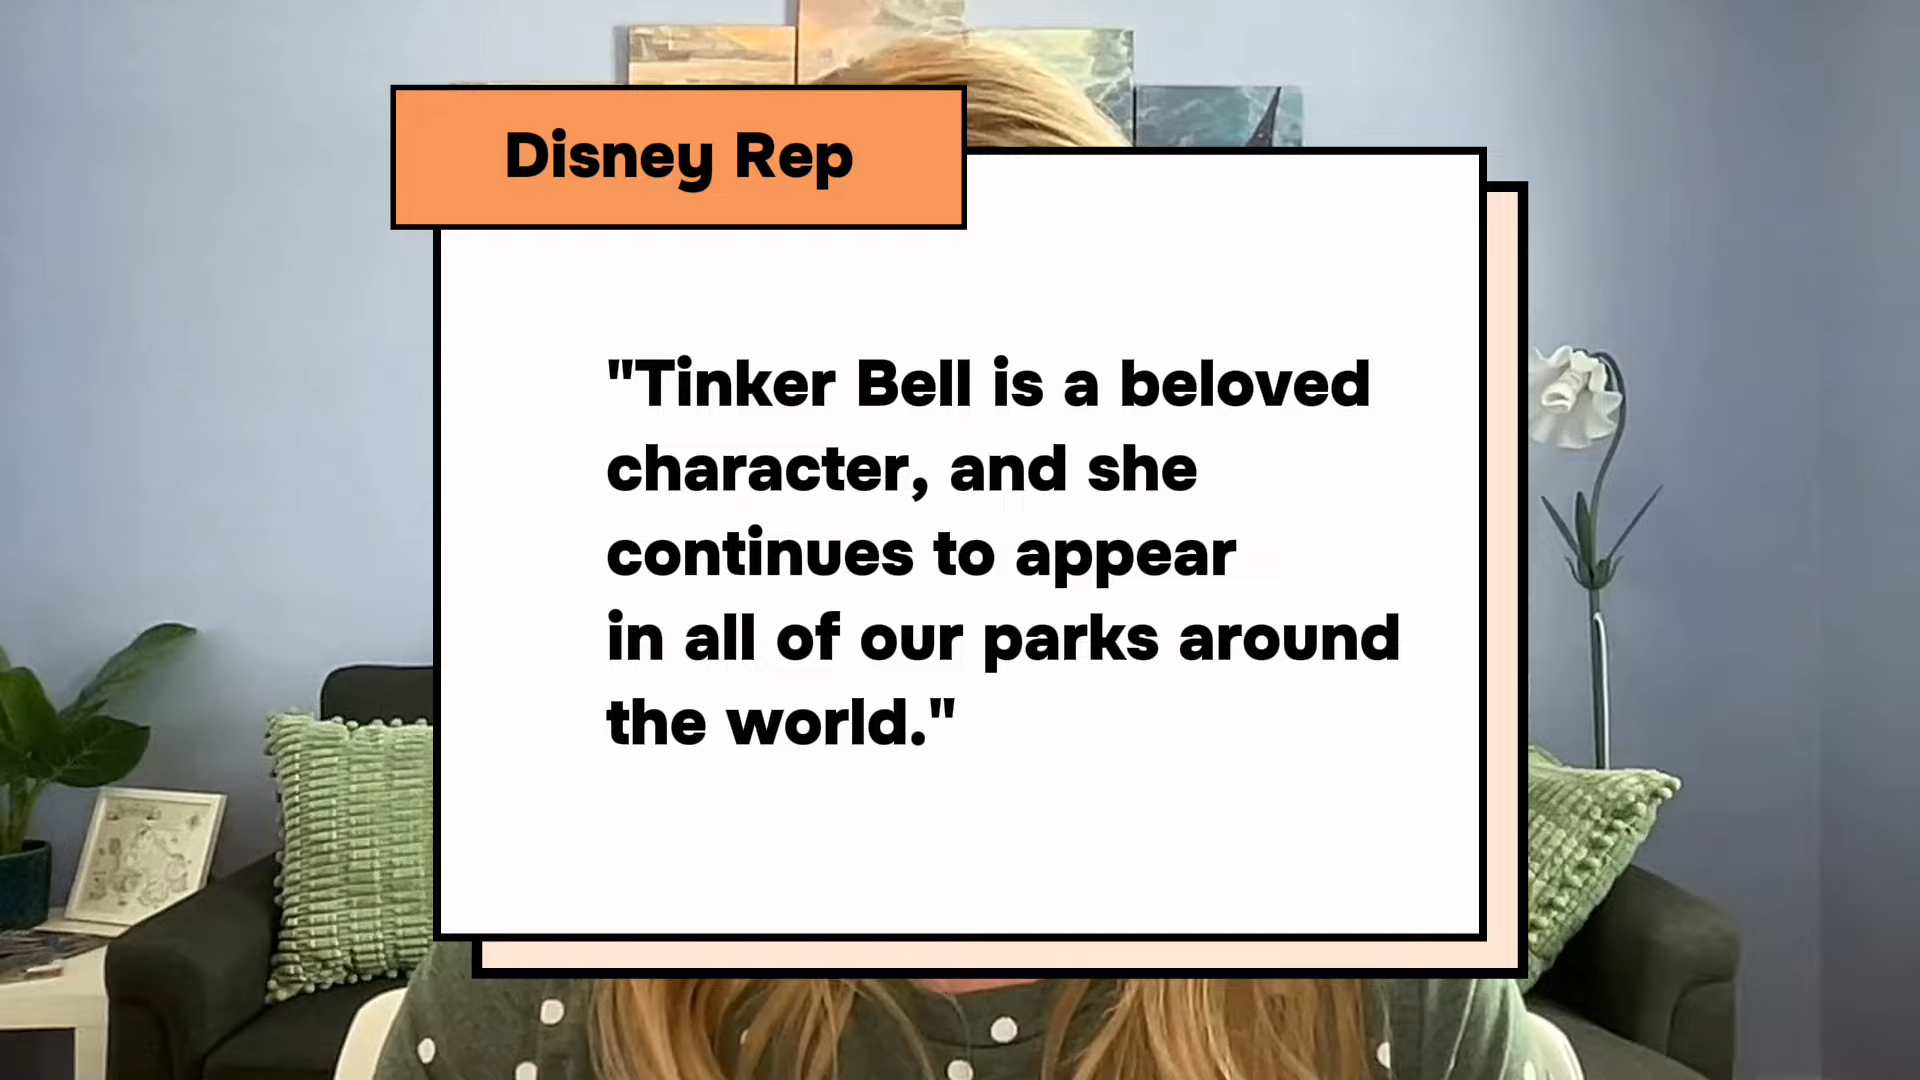 Disney Rep
"Tinker Bell is a beloved
character, and she
continues to appear
in all of our parks around
the world."